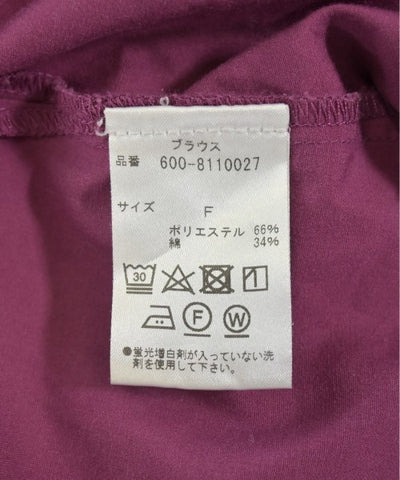 ブラウス
品番 600-8110027
サイズ F
ポリエステル 66%
綿 34%
30
F W
●蛍光増白剤が入っていない洗
剤を使用して下さい。